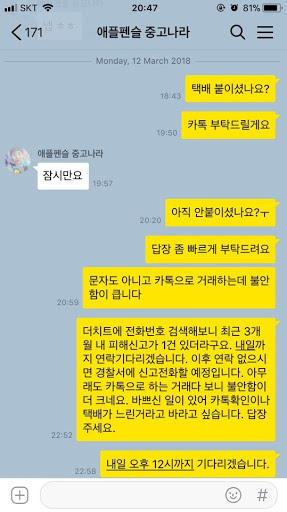 SKT 20:47 81%
넵 ㅎㅎ
171 애플펜슬 중고나라
Monday, 12 March 2018
택배 붙이셨나요?
18:43
카톡 부탁드릴게요
19:50
애플펜슬 중고나라
잠시만요
19:57
아직 안붙이셨나요?ㅜ
20:20
답장 좀 빠르게 부탁드려요
문자도 아니고 카톡으로 거래하는데 불안
함이 큽니다
20:59
더치트에 전화번호 검색해보니 최근 3개
월 내 피해신고가 1건 있더라구요. 내일까
지 연락기다리겠습니다. 이후 연락 없으시
면 경찰서에 신고전화할 예정입니다. 아무
래도 카톡으로 하는 거래다 보니 불안함이
더 크네요. 바쁘신 일이 있어 카톡확인이나
택배가 느린거라고 바라고 싶습니다. 답장
주세요.
22:52
내일 오후 12시까지 기다리겠습니다.
22:58